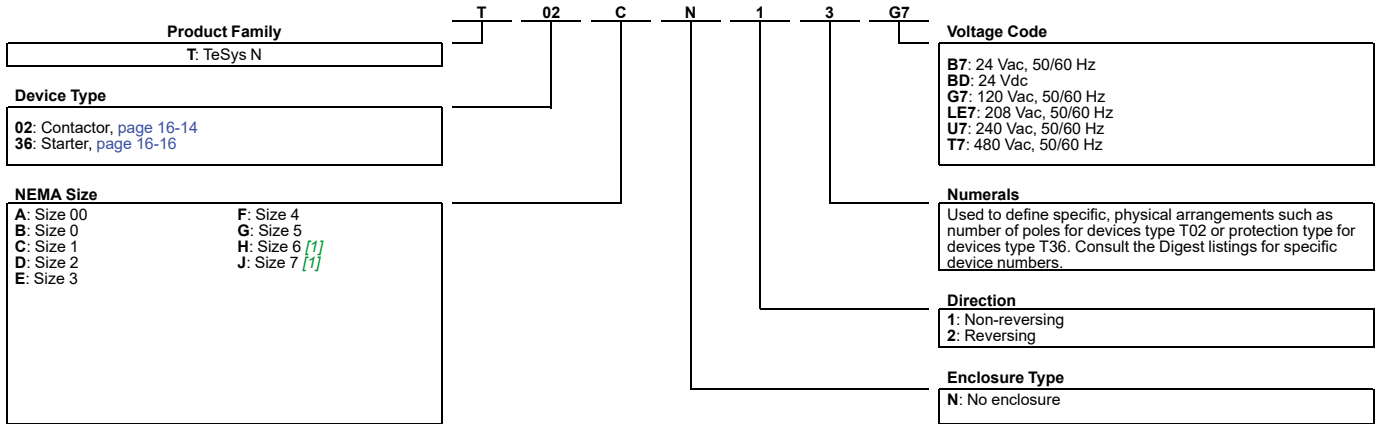 T 02 C N 1 3 G7
Product Family
T: TeSys N
Device Type
02: Contactor, page 16-14
36: Starter, page 16-16
NEMA Size
A: Size 00
B: Size 0
C: Size 1
D: Size 2
E: Size 3
F: Size 4
G: Size 5
H: Size 6 [1]
J: Size 7 [1]
Voltage Code
B7: 24 Vac, 50/60 Hz
BD: 24 Vdc
G7: 120 Vac, 50/60 Hz
LE7: 208 Vac, 50/60 Hz
U7: 240 Vac, 50/60 Hz
T7: 480 Vac, 50/60 Hz
Numerals
Used to define specific, physical arrangements such as
number of poles for devices type T02 or protection type for
devices type T36. Consult the Digest listings for specific
device numbers.
Direction
1: Non-reversing
2: Reversing
Enclosure Type
N: No enclosure